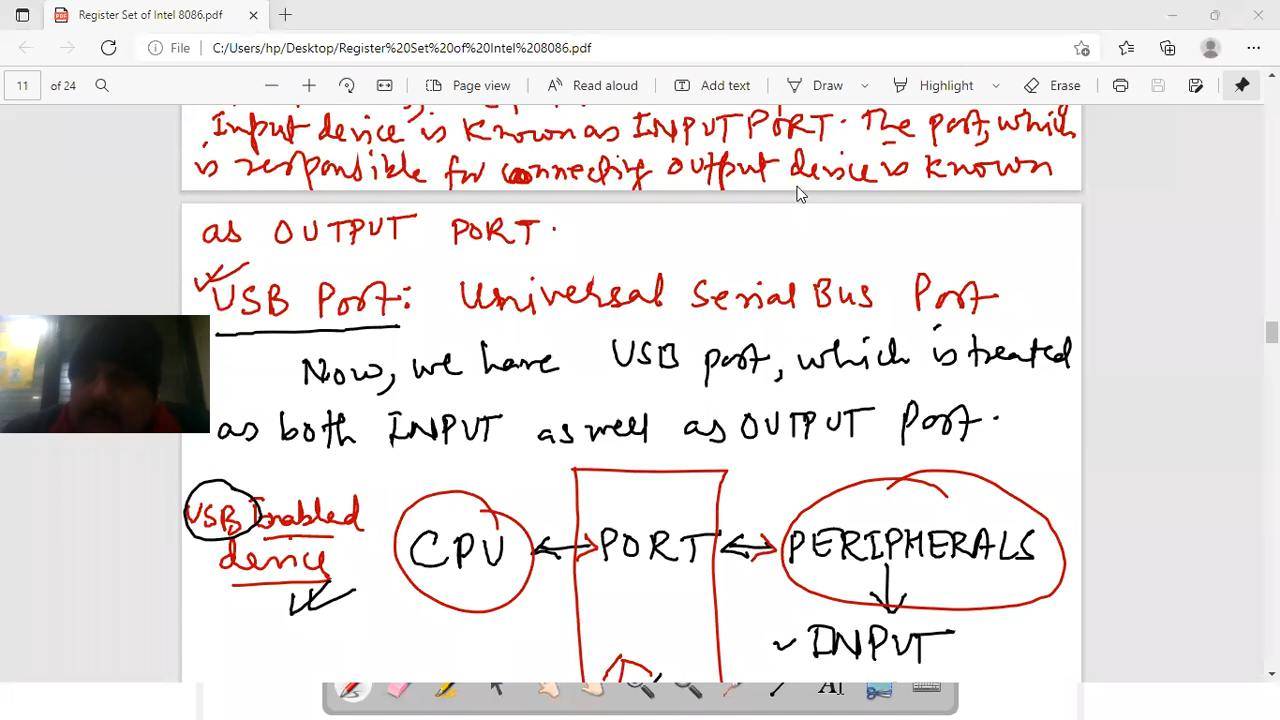 Register Set of Intel 8086.pdf
File C:/Users/hp/Desktop/Register%20Set%20of%20Intel%208086.pdf
11 of 24 Page view Read aloud Add text Draw Highlight Erase
Input device is known as INPUT PORT. The port, which
is responsible for connecting output device is known
as OUTPUT PORT.
USB Port: Universal Serial Bus Port
Now, we have USB port, which is treated
as both INPUT as well as OUTPUT Port.
USB Enabled
device
CPU PORT PERIPHERALS
INPUT